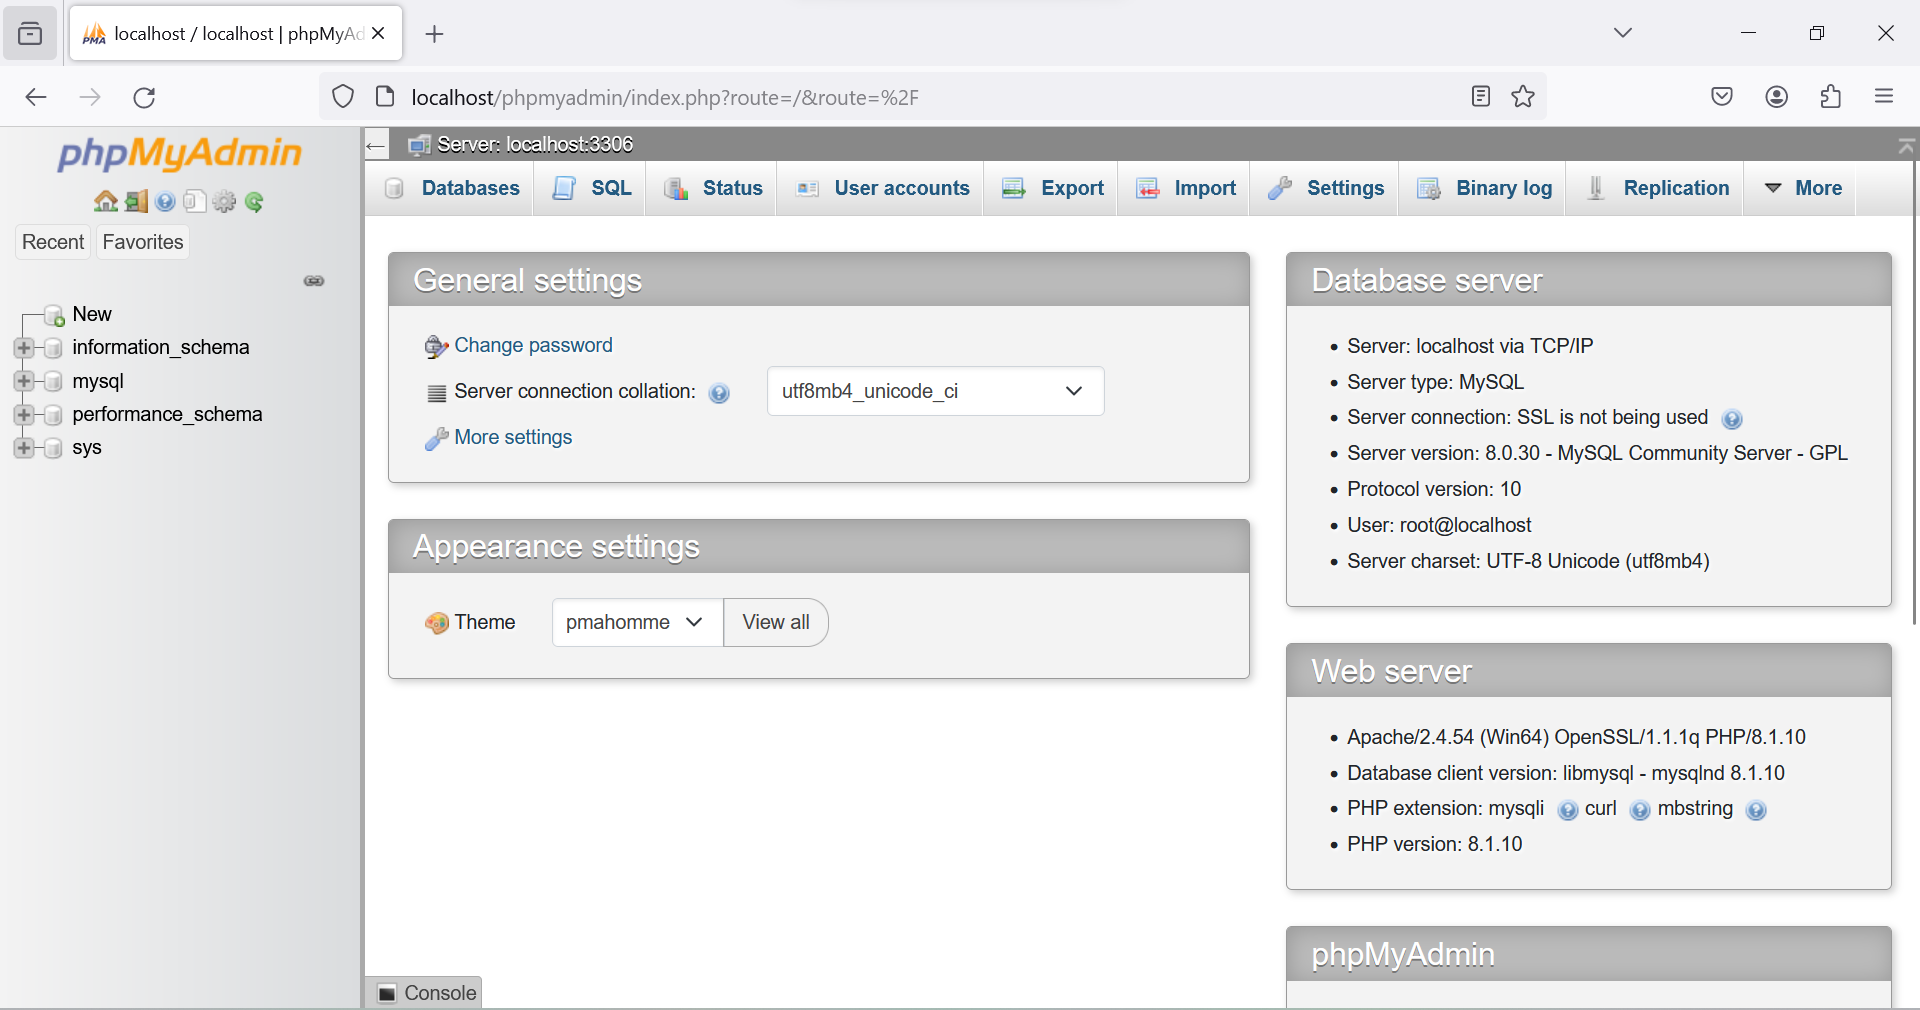 localhost / localhost | phpMyAd
localhost/phpmyadmin/index.php?route=/&route=%2F
phpMyAdmin
Recent
Favorites
New
information_schema
mysql
performance_schema
sys
Server: localhost:3306
Databases
SQL
Status
User accounts
Export
Import
Settings
Binary log
Replication
More
General settings
Change password
Server connection collation:
utf8mb4_unicode_ci
More settings
Appearance settings
Theme
pmahomme
View all
Database server
Server: localhost via TCP/IP
Server type: MySQL
Server connection: SSL is not being used
Server version: 8.0.30 - MySQL Community Server - GPL
Protocol version: 10
User: root@localhost
Server charset: UTF-8 Unicode (utf8mb4)
Web server
Apache/2.4.54 (Win64) OpenSSL/1.1.1q PHP/8.1.10
Database client version: libmysql - mysqlnd 8.1.10
PHP extension: mysqli curl mbstring
PHP version: 8.1.10
phpMyAdmin
Console